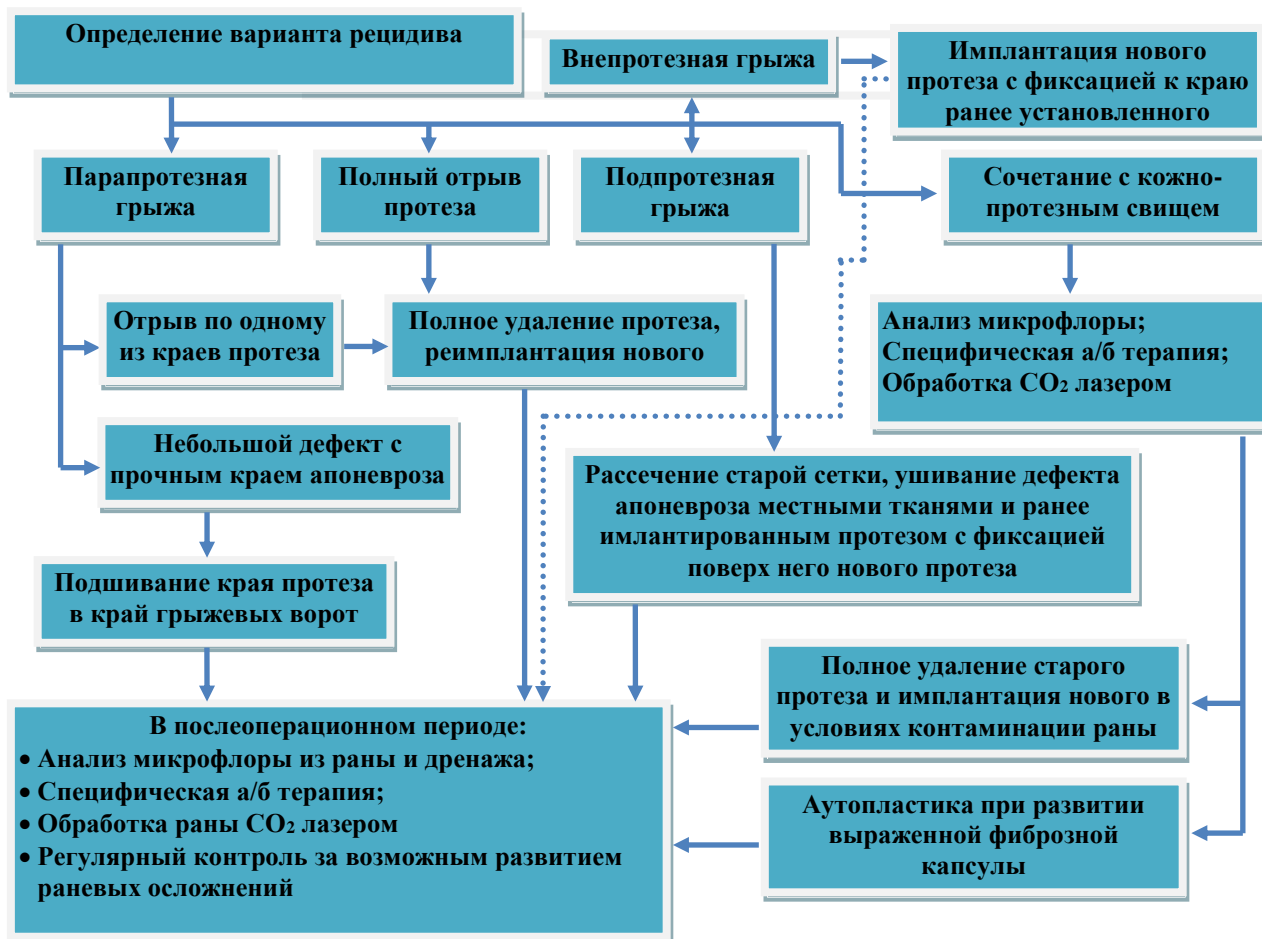 Определение варианта рецидива
Внепротезная грыжа
Имплантация нового
протеза с фиксацией к краю
ранее установленного
Парапротезная
грыжа
Полный отрыв
протеза
Подпротезная
грыжа
Сочетание с кожно-
протезным свищем
Отрыв по одному
из краев протеза
Полное удаление протеза,
реимплантация нового
Анализ микрофлоры;
Специфическая а/б терапия;
Обработка СО₂ лазером
Небольшой дефект с
прочным краем апоневроза
Рассечение старой сетки, ушивание дефекта
апоневроза местными тканями и ранее
имлантированным протезом с фиксацией
поверх него нового протеза
Подшивание края протеза
в край грыжевых ворот
Полное удаление старого
протеза и имплантация нового в
условиях контаминации раны
В послеоперационном периоде:
• Анализ микрофлоры из раны и дренажа;
• Специфическая а/б терапия;
• Обработка раны СО₂ лазером
• Регулярный контроль за возможным развитием
раневых осложнений
Аутопластика при развитии
выраженной фиброзной
капсулы